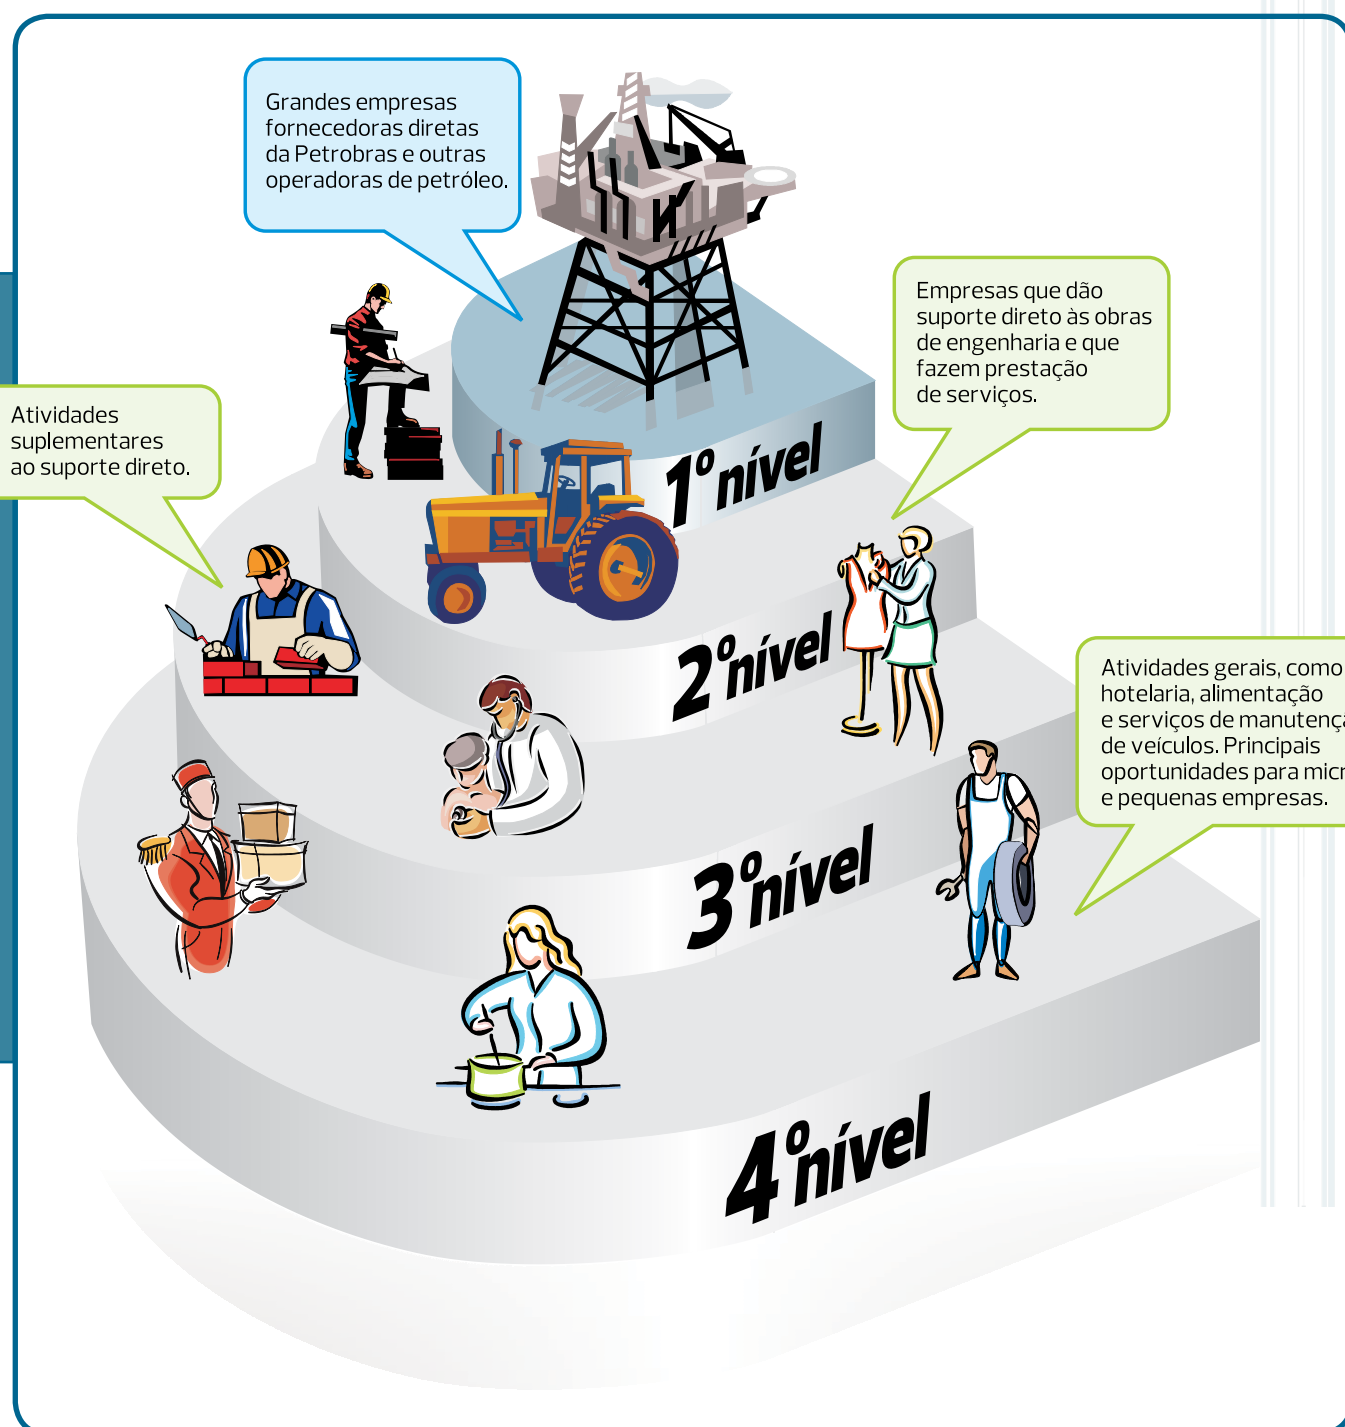 Grandes empresas
fornecedoras diretas
da Petrobras e outras
operadoras de petróleo.
Empresas que dão
suporte direto às obras
de engenharia e que
fazem prestação
de serviços.
Atividades
suplementares
ao suporte direto.
1º nível
2º nível
Atividades gerais, como
hotelaria, alimentação
e serviços de
de veículos. Principais
oportunidades para
e pequenas empresas.
3º nível
4º nível